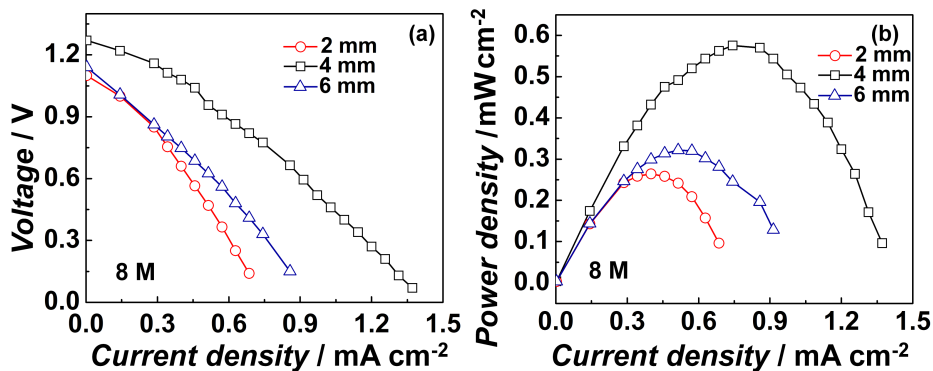 (a)
2 mm
4 mm
6 mm
8 M
Voltage / V
1.2
0.9
0.6
0.3
0.0
0.0 0.3 0.6 0.9 1.2 1.5
Current density / mA cm-2
(b)
2 mm
4 mm
6 mm
8 M
Power density / mWcm-2
0.6
0.5
0.4
0.3
0.2
0.1
0.0
0.0 0.3 0.6 0.9 1.2 1.5
Current density / mA cm-2